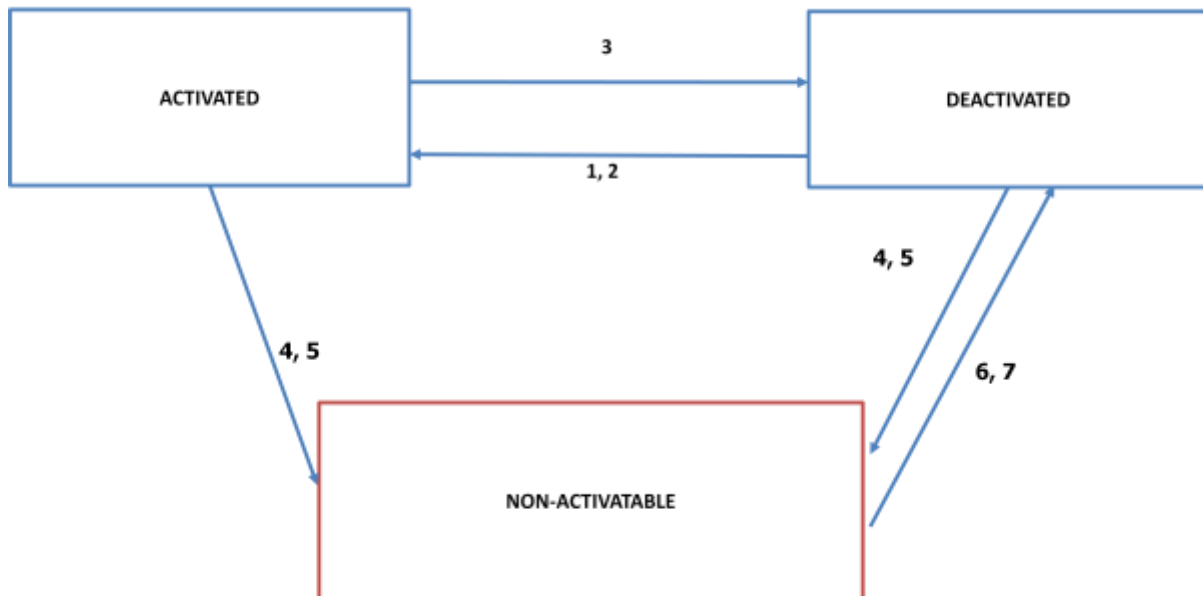 3
ACTIVATED
DEACTIVATED
1, 2
4, 5
4, 5
6, 7
NON-ACTIVATABLE